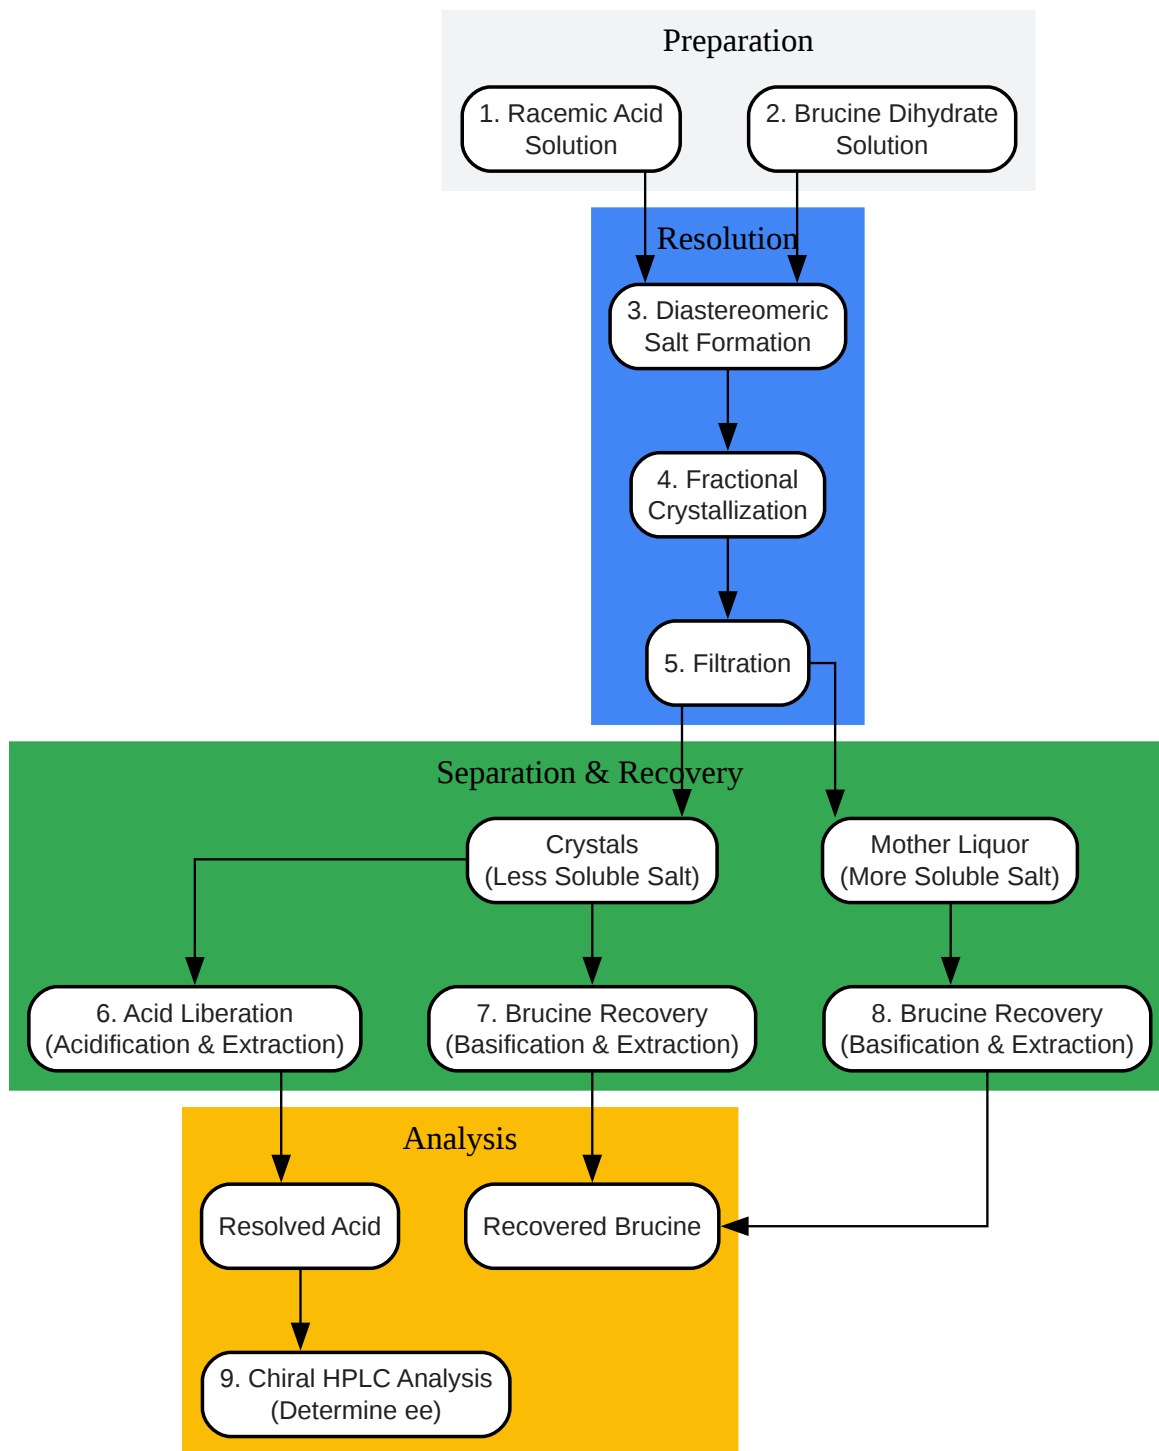 Preparation
1. Racemic Acid
Solution
2. Brucine Dihydrate
Solution
Resolution
3. Diastereomeric
Salt Formation
4. Fractional
Crystallization
5. Filtration
Separation & Recovery
Crystals
(Less Soluble Salt)
Mother Liquor
(More Soluble Salt)
6. Acid Liberation
(Acidification & Extraction)
7. Brucine Recovery
(Basification & Extraction)
8. Brucine Recovery
(Basification & Extraction)
Analysis
Resolved Acid
Recovered Brucine
9. Chiral HPLC Analysis
(Determine ee)